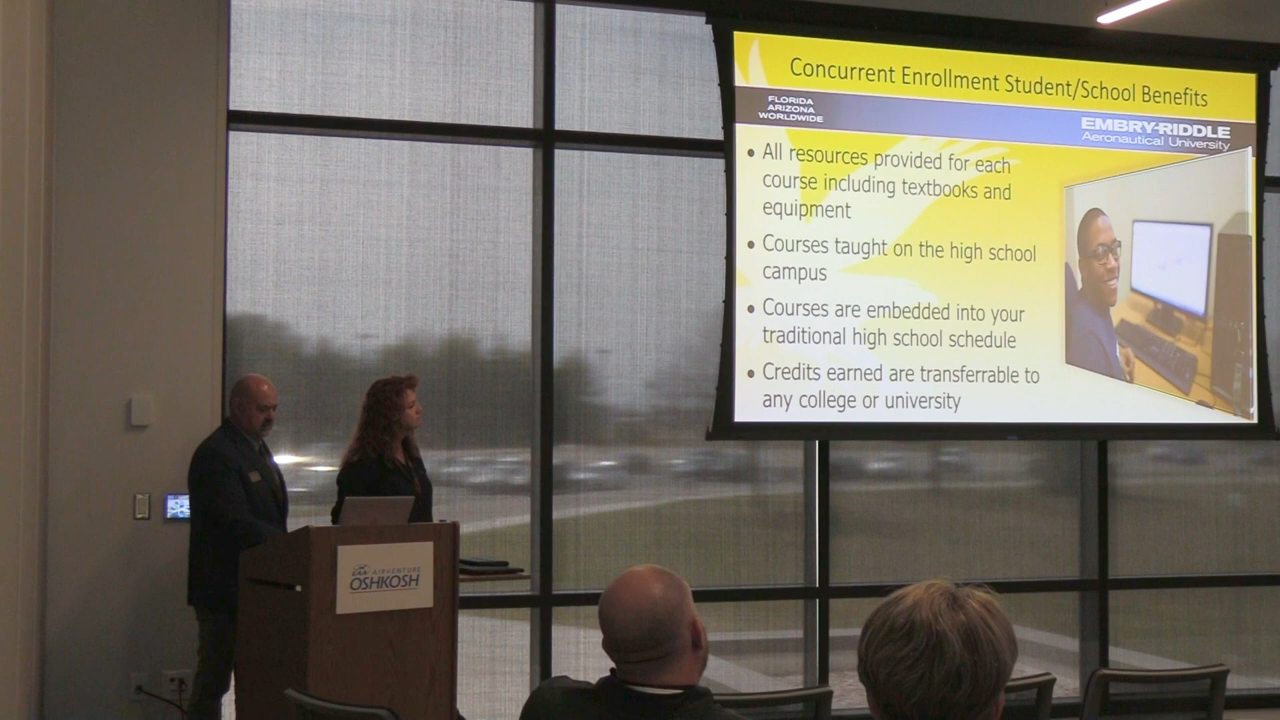 Concurrent Enrollment Student/School Benefits
FLORIDA
ARIZONA
WORLDWIDE
EMBRY-RIDDLE
Aeronautical University
• All resources provided for each
course including textbooks and
equipment
• Courses taught on the high school
campus
• Courses are embedded into your
traditional high school schedule
• Credits earned are transferrable to
any college or university
EAA AIRVENTURE
OSHKOSH